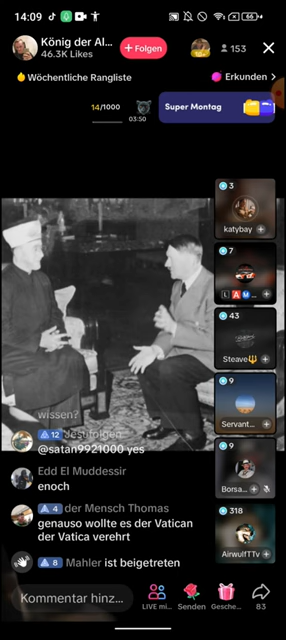 14:09
66
König der Al...
46.3K Likes
+ Folgen
153
Wöchentliche Rangliste
Erkunden >
14/1000
03:50
Super Montag
3
katybay
7
L A M ...
43
Steave
9
Servant...
9
Borsa...
318
AirwulfTTv
wissen?
12
@satan9921000 yes
Edd El Muddessir
enoch
4 der Mensch Thomas
genauso wollte es der Vatican
der Vatica verehrt
8 Mahler ist beigetreten
Kommentar hinz...
LIVE mi...
Senden
Gesche...
83